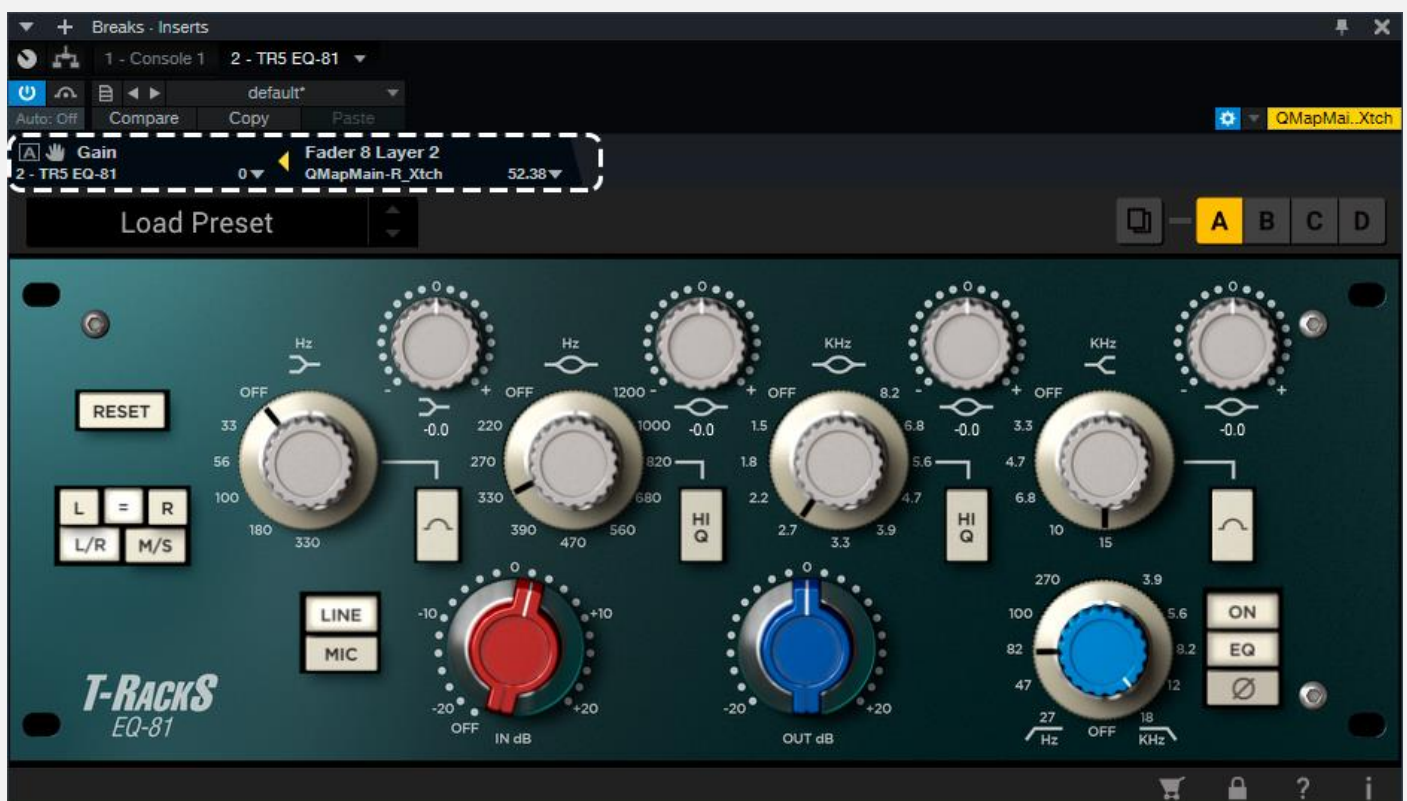 Breaks - Inserts
1 - Console 1 2 - TR5 EQ-81
default*
Auto: Off Compare Copy Paste QMapMai..Xtch
A Gain Fader 8 Layer 2
2 - TR5 EQ-81 0 QMapMain-R_Xtch 52.38
Load Preset A B C D
0 0 0 0
Hz Hz KHz KHz
- + - + - + - +
OFF OFF 1200 OFF 8.2 OFF
RESET
33 -0.0 220 1000 -0.0 1.5 6.8 -0.0 3.3 -0.0
56 270 820 1.8 5.6 4.7
100 330 680 2.2 4.7 6.8
L = R
HI Q HI Q
180 390 560 2.7 3.9 10
330 470 3.3 15
L/R M/S
0 0
270 3.9
LINE -10 +10 100 5.6 ON
MIC 82 8.2 EQ
47 12 Ø
T-RackS -20 +20 -20 +20
EQ-81 OFF IN dB OUT dB 27 Hz OFF 18 KHz
? i